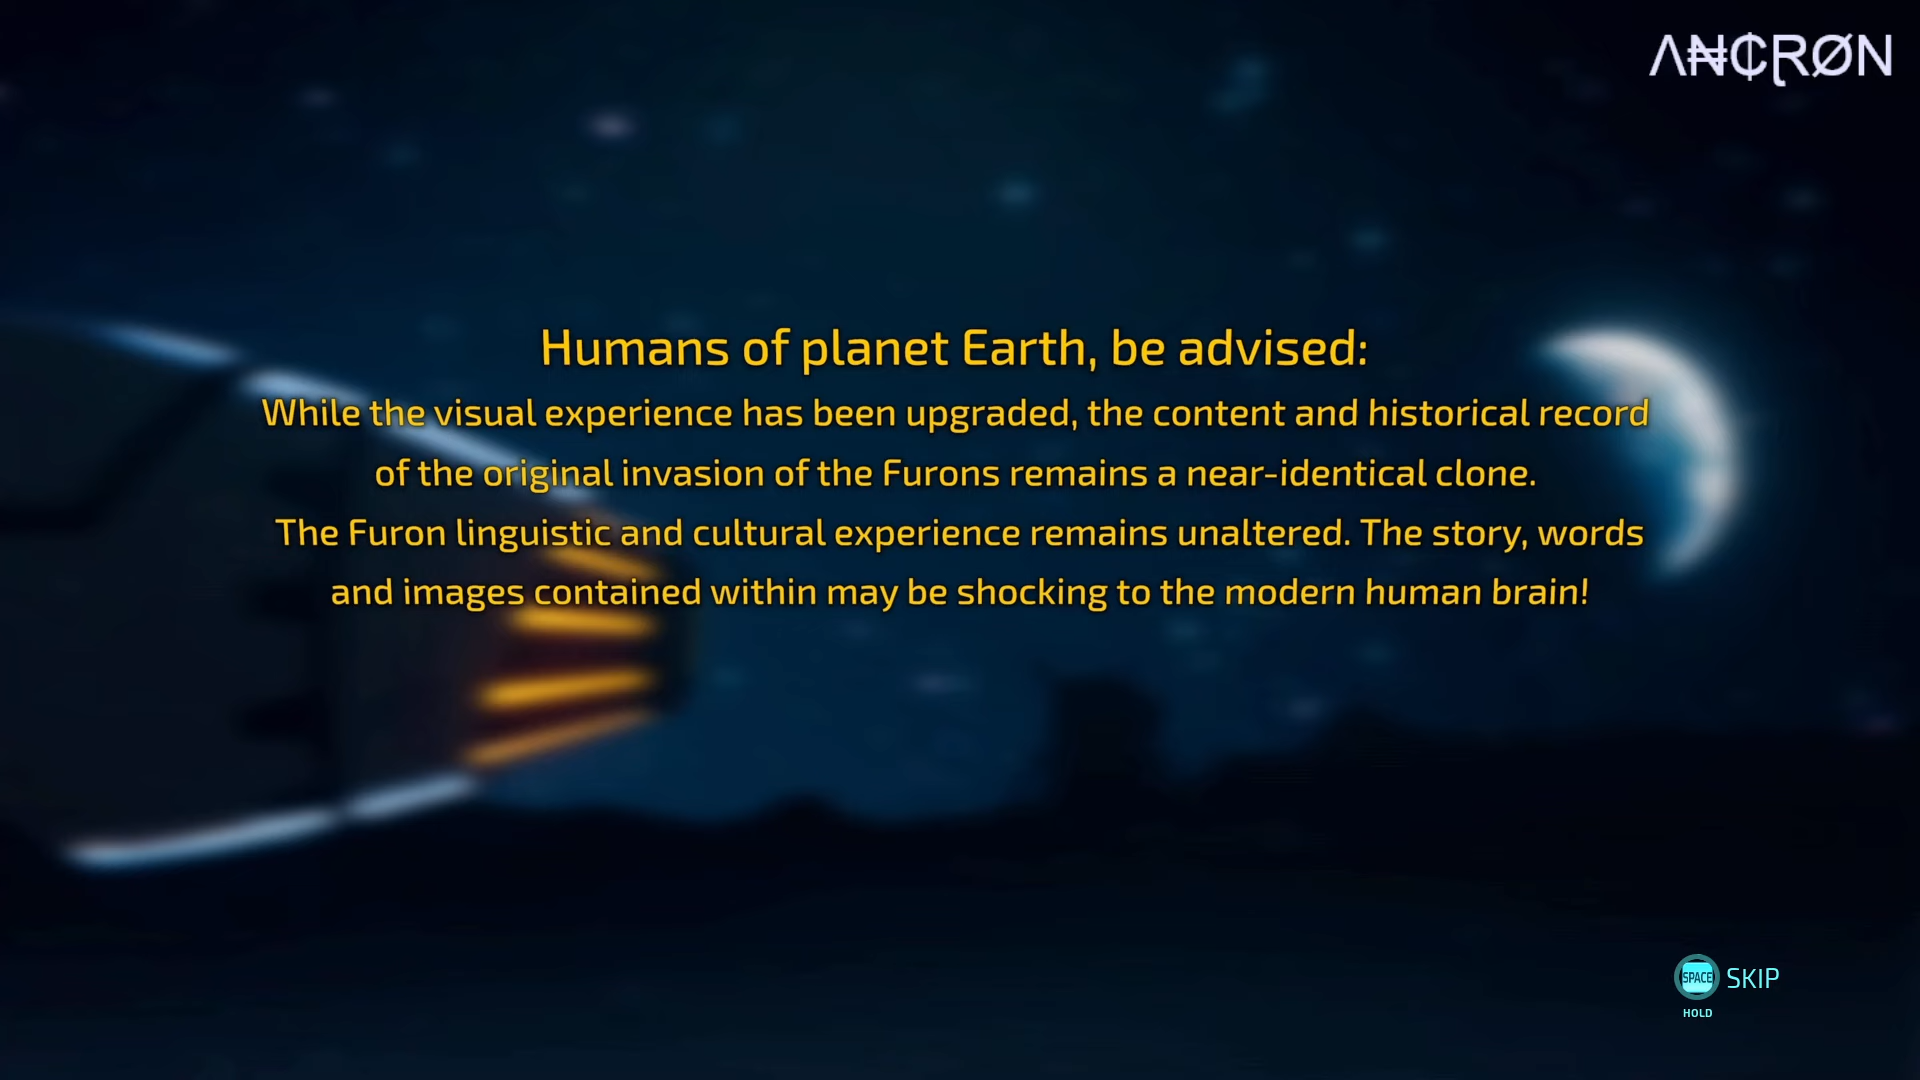 Λ₦₵ⱤØN
Humans of planet Earth, be advised:
While the visual experience has been upgraded, the content and historical record
of the original invasion of the Furons remains a near-identical clone.
The Furon linguistic and cultural experience remains unaltered. The story, words
and images contained within may be shocking to the modern human brain!
SPACE SKIP
HOLD